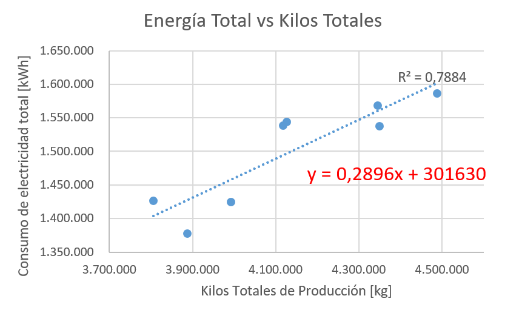 Energía Total vs Kilos Totales
Consumo de electricidad total [kWh]
1.650.000
1.600.000
1.550.000
1.500.000
1.450.000
1.400.000
1.350.000
R² = 0,7884
y = 0,2896x + 301630
3.700.000 3.900.000 4.100.000 4.300.000 4.500.000
Kilos Totales de Producción [kg]